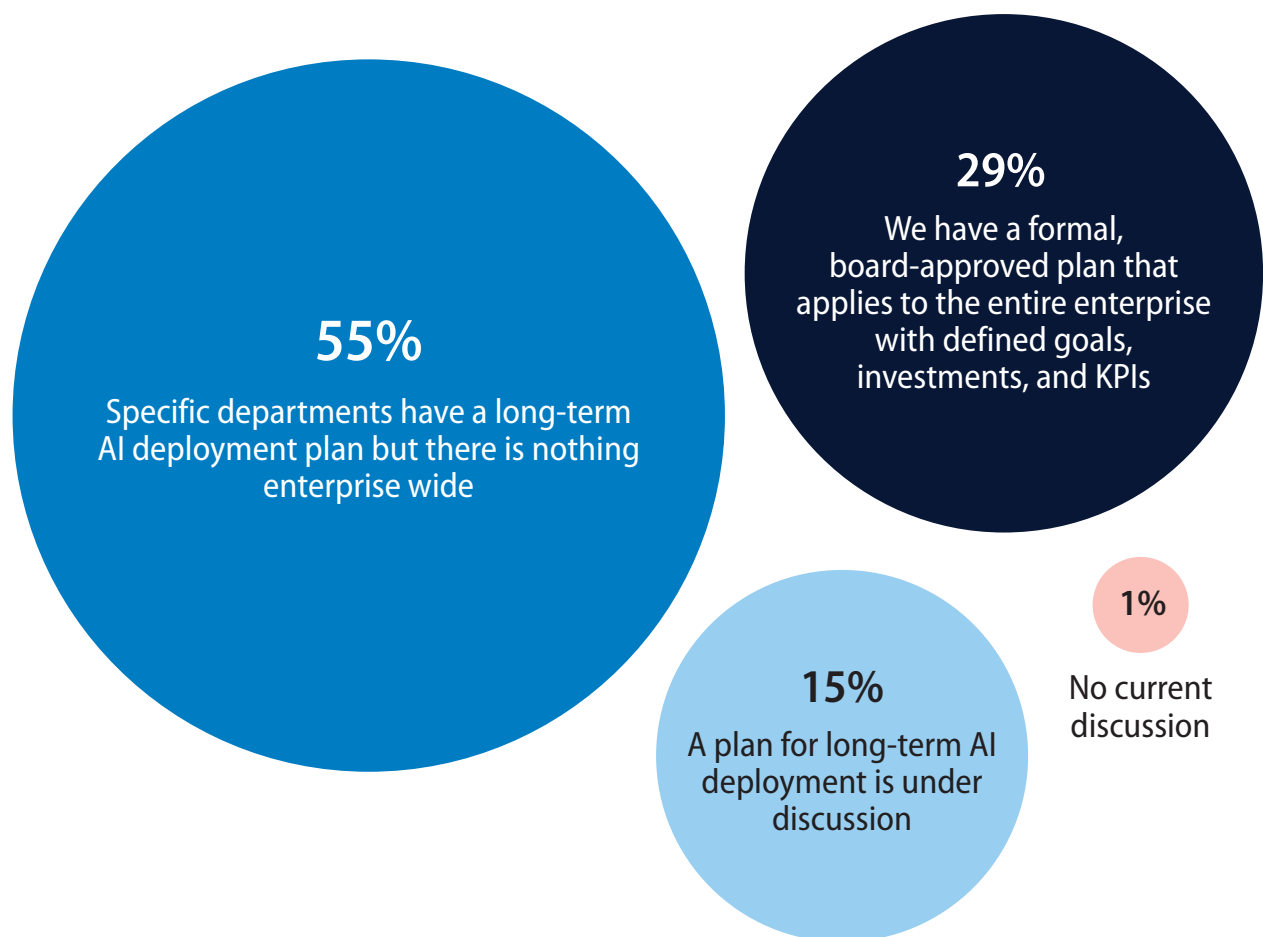 55%
Specific departments have a long-term
AI deployment plan but there is nothing
enterprise wide
29%
We have a formal,
board-approved plan that
applies to the entire enterprise
with defined goals,
investments, and KPIs
15%
A plan for long-term AI
deployment is under
discussion
1%
No current
discussion